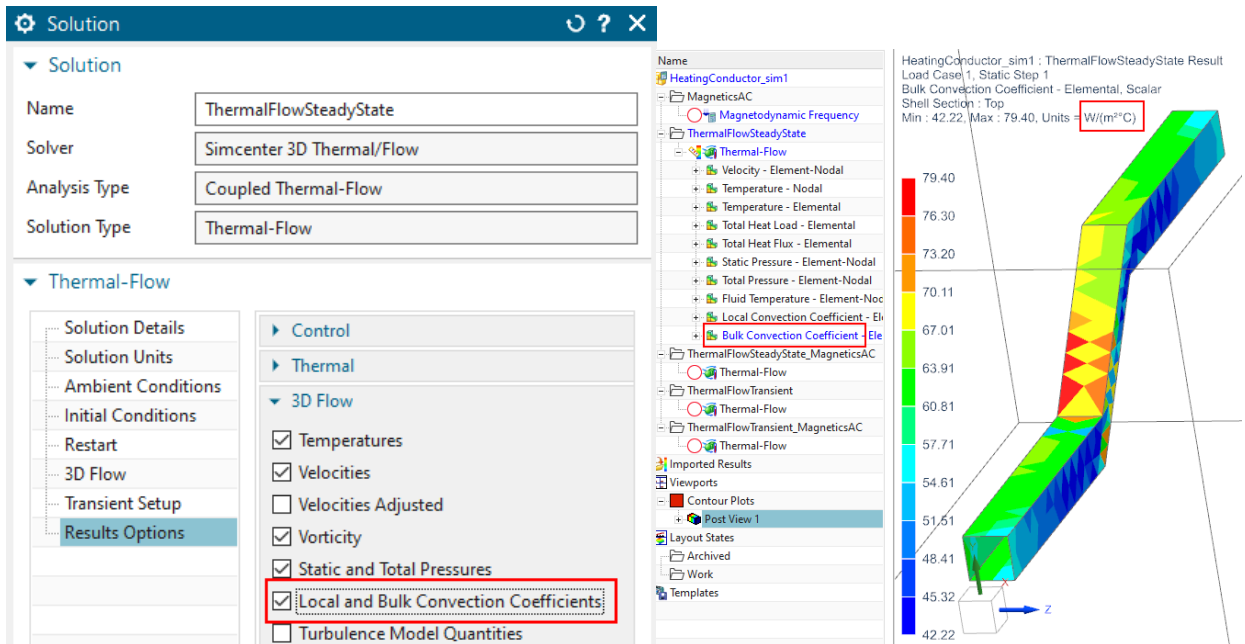 Solution
Solution
Name ThermalFlowSteadyState
Solver Simcenter 3D Thermal/Flow
Analysis Type Coupled Thermal-Flow
Solution Type Thermal-Flow
Thermal-Flow
Solution Details
Solution Units
Ambient Conditions
Initial Conditions
Restart
3D Flow
Transient Setup
Results Options
Control
Thermal
3D Flow
Temperatures
Velocities
Velocities Adjusted
Vorticity
Static and Total Pressures
Local and Bulk Convection Coefficients
Turbulence Model Quantities
Name
HeatingConductor_sim1
MagneticsAC
Magnetodynamic Frequency
ThermalFlowSteadyState
Thermal-Flow
Velocity - Element-Nodal
Temperature - Nodal
Temperature - Elemental
Total Heat Load - Elemental
Total Heat Flux - Elemental
Static Pressure - Element-Nodal
Total Pressure - Element-Nodal
Fluid Temperature - Element-Noc
Local Convection Coefficient - El
Bulk Convection Coefficient - Ele
ThermalFlowSteadyState_MagneticsAC
Thermal-Flow
ThermalFlowTransient
Thermal-Flow
ThermalFlowTransient_MagneticsAC
Thermal-Flow
Imported Results
Viewports
Contour Plots
Post View 1
Layout States
Archived
Work
Templates
HeatingConductor_sim1 : ThermalFlowSteadyState Result
Load Case 1, Static Step 1
Bulk Convection Coefficient - Elemental, Scalar
Shell Section : Top
Min : 42.22, Max : 79.40, Units = W/(m²°C)
79.40
76.30
73.20
70.11
67.01
63.91
60.81
57.71
54.61
51.51
48.41
45.32
42.22
X
Z